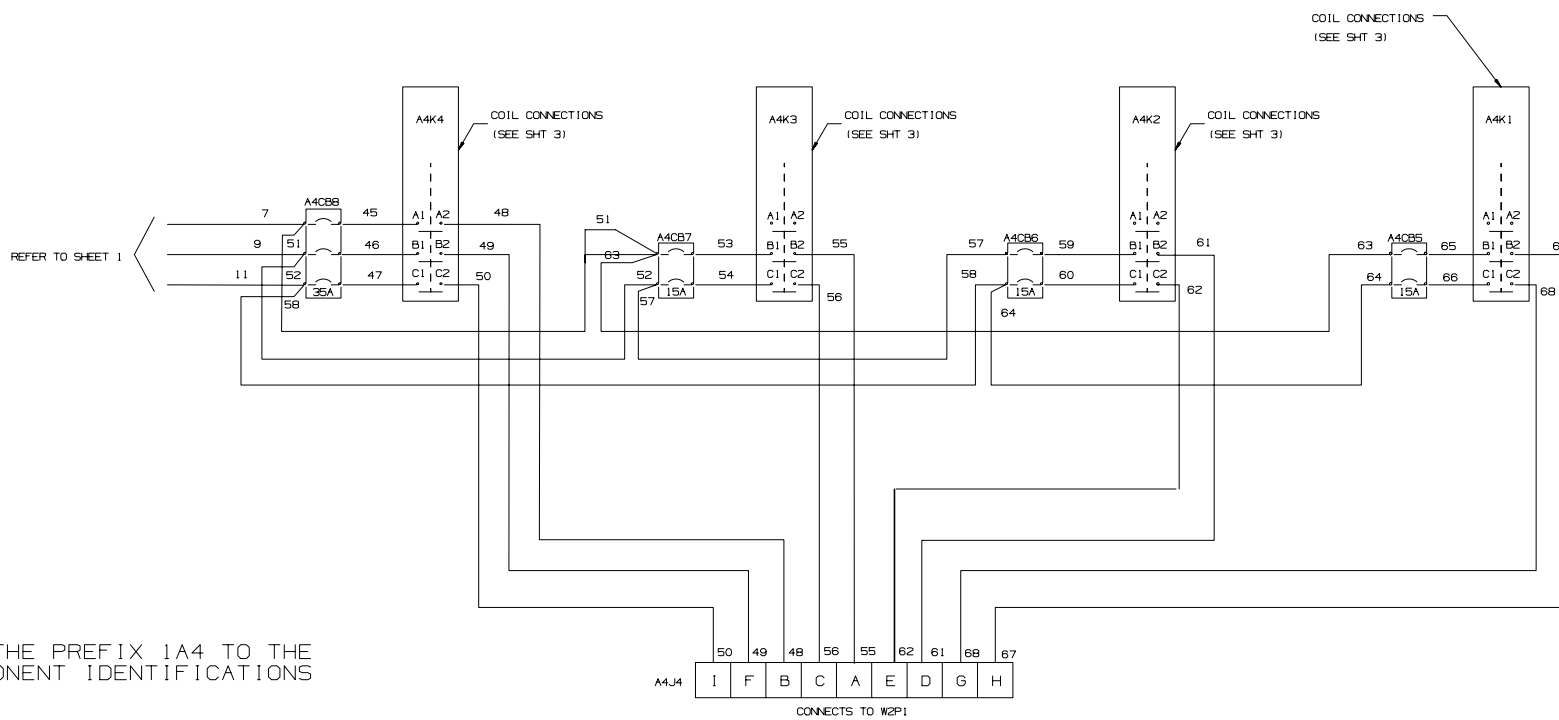 COIL CONNECTIONS
(SEE SHT 3)
A4K4
COIL CONNECTIONS
(SEE SHT 3)
A4K3
COIL CONNECTIONS
(SEE SHT 3)
A4K2
COIL CONNECTIONS
(SEE SHT 3)
A4K1
A4CB8
7
45
A1 A2
48
9
51
46
B1 B2
49
11
52
47
C1 C2
50
58
35A
REFER TO SHEET 1
51
A4CB7
63
53
A1 A2
B1 B2
55
52
54
C1 C2
56
57
15A
57
A4CB6
59
A1 A2
B1 B2
61
58
60
C1 C2
62
64
15A
63
A4CB5
65
A1 A2
B1 B2
64
66
C1 C2
68
15A
THE PREFIX 1A4 TO THE
ONENT IDENTIFICATIONS
50 49 48 56 55 62 61 68 67
A4J4 I F B C A E D G H
CONNECTS TO W2P1